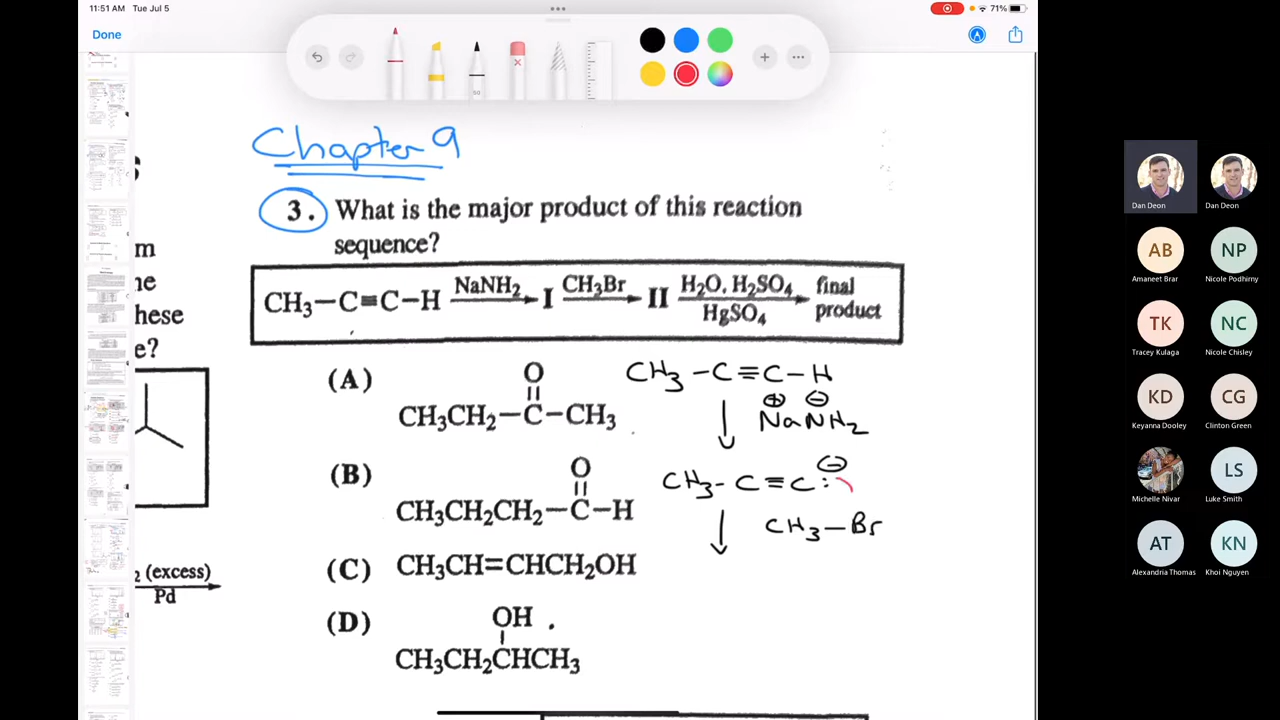 11:51 AM Tue Jul 5
71%
Done
50
Chapter 9
3. What is the major product of this reaction
sequence?
CH₃—C≡C—H NaNH₂ I CH₃Br II H₂O, H₂SO₄ HgSO₄ final product
m
ne
hese
e?
₂ (excess)
Pd
(A)
O
CH₃CH₂—C—CH₃
(B)
O
CH₃CH₂CH₂—C—H
(C) CH₃CH=CHCH₂OH
(D)
OH
CH₃CH₂CHCH₃
CH₃—C≡C—H
⊕ ⊖
NaNH₂
⊖
CH₃—C≡C:
CH₃—Br
Dan Deon
Dan Deon
AB
Amaneet Brar
NP
Nicole Podhirny
TK
Tracey Kulaga
NC
Nicole Chisley
KD
Keyanna Dooley
CG
Clinton Green
Michelle Nivar
LS
Luke Smith
AT
Alexandria Thomas
KN
Khoi Nguyen